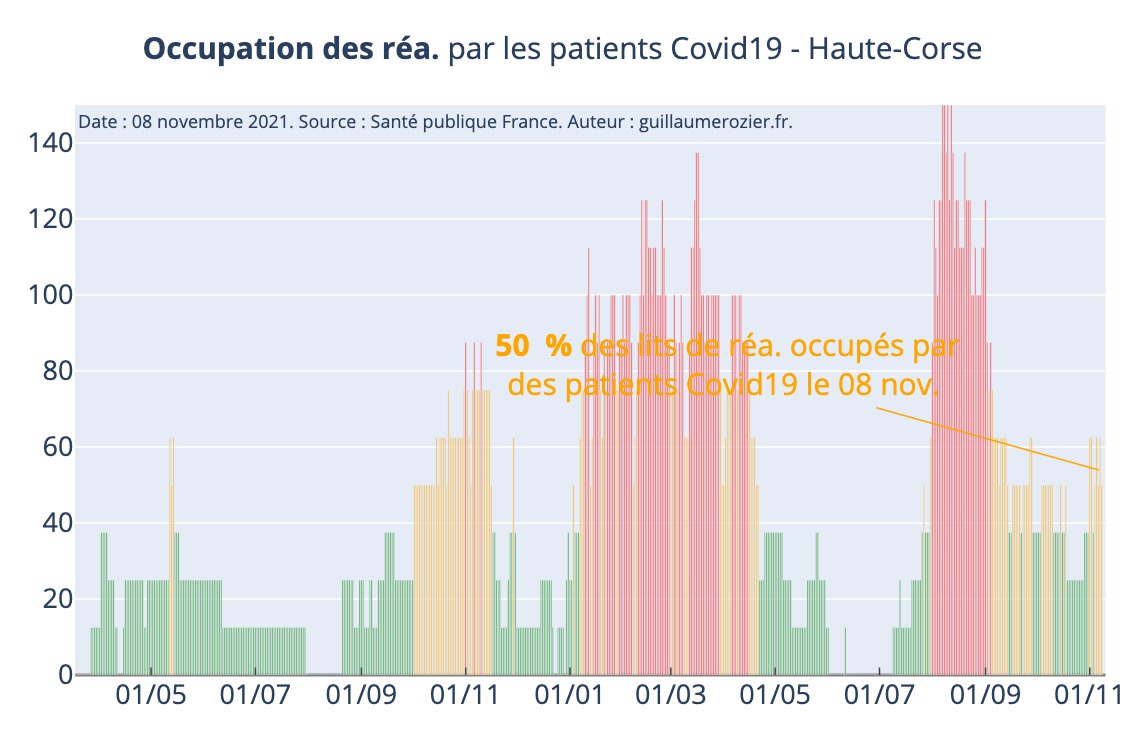 Occupation des réa. par les patients Covid19 - Haute-Corse
Date : 08 novembre 2021. Source : Santé publique France. Auteur : guillaumerozier.fr.
140
120
100
80
60
40
20
0
50 % des lits de réa. occupés par
des patients Covid19 le 08 nov.
01/05 01/07 01/09 01/11 01/01 01/03 01/05 01/07 01/09 01/11